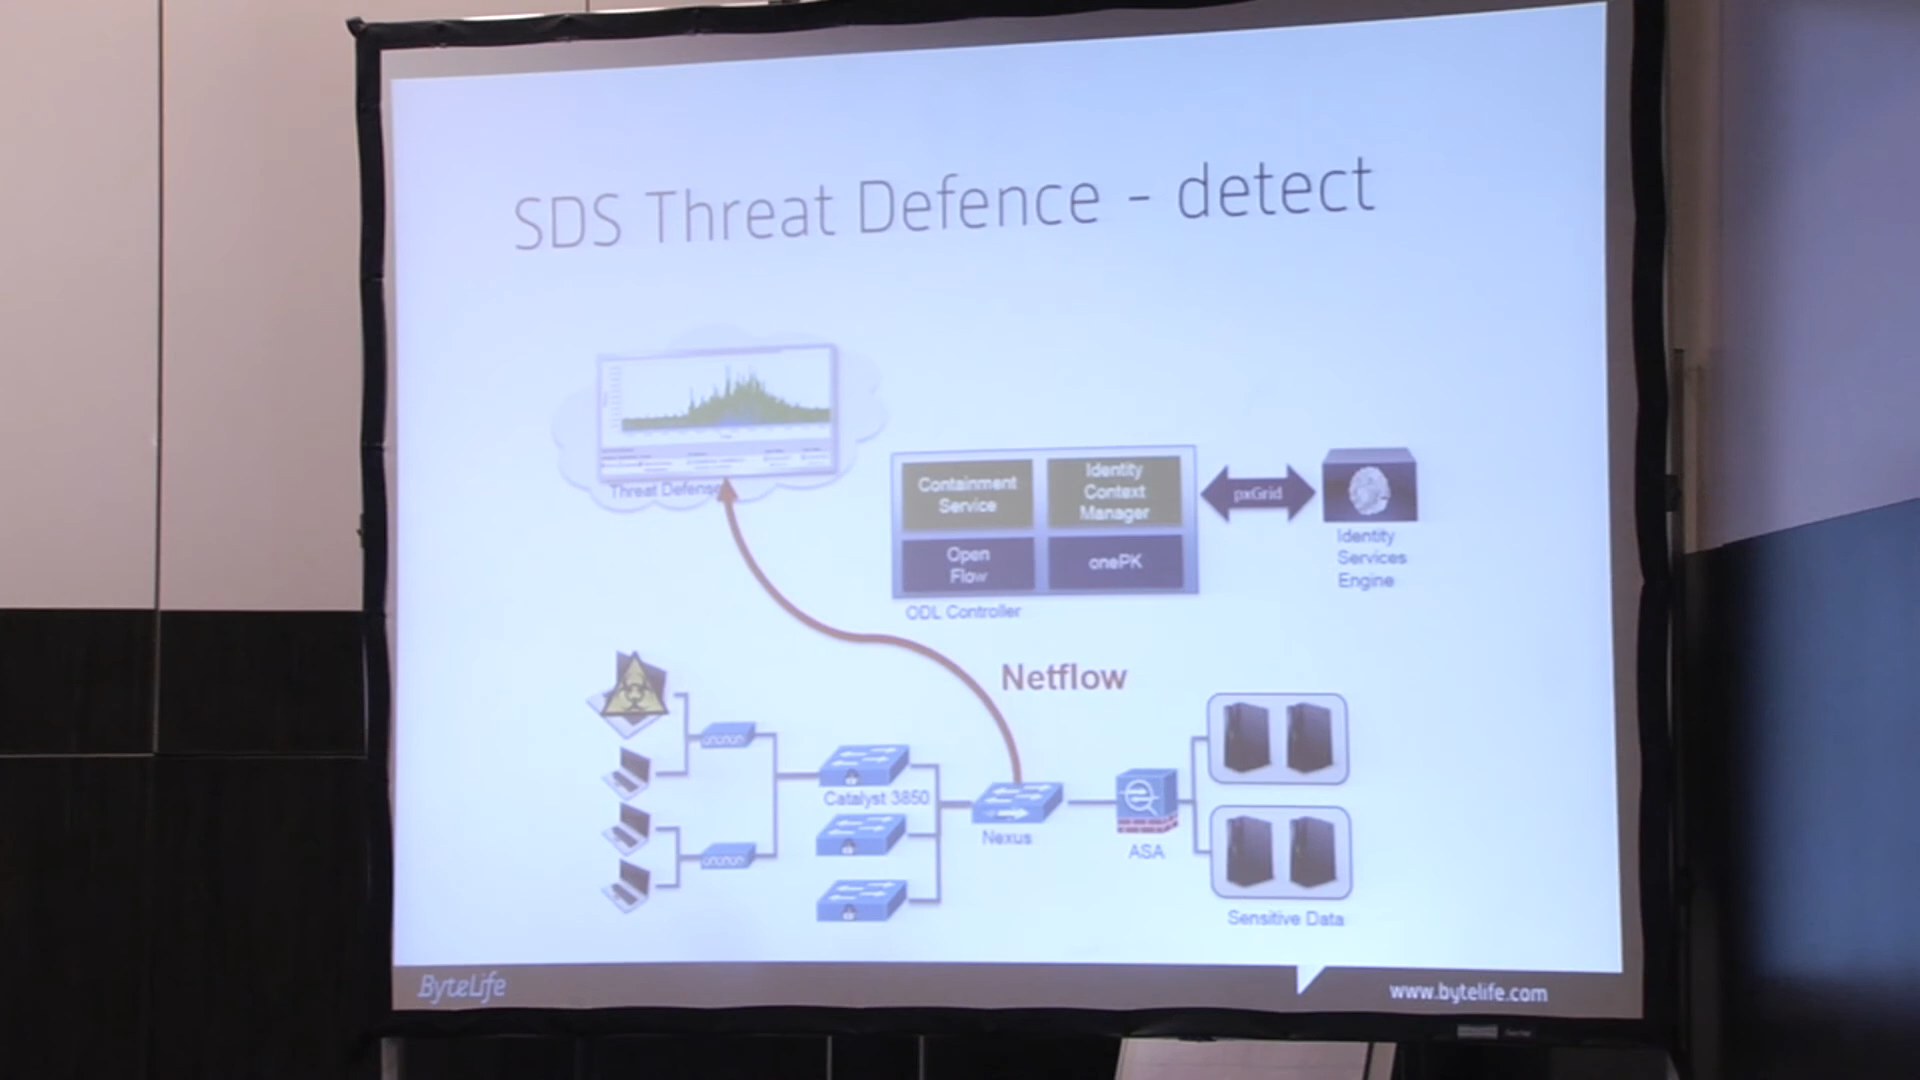 SDS Threat Defence - detect
Threat Defense
Containment
Service
Identity
Context
Manager
Open
Flow
onePK
ODL Controller
pxGrid
Identity
Services
Engine
Netflow
Catalyst 3850
Nexus
ASA
Sensitive Data
ByteLife
www.bytelife.com